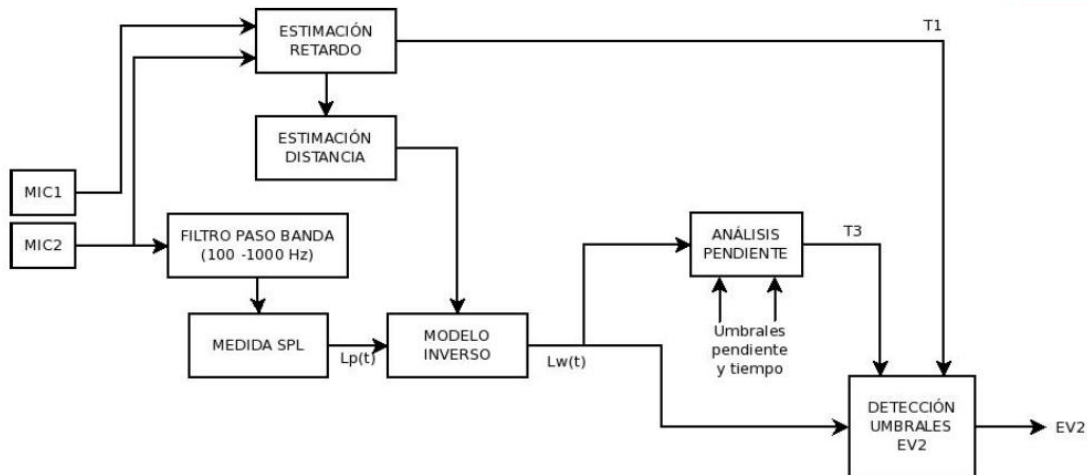 ESTIMACIÓN
RETARDO
T1
ESTIMACIÓN
DISTANCIA
MIC1
MIC2
FILTRO PASO BANDA
(100 -1000 Hz)
ANÁLISIS
PENDIENTE
T3
MEDIDA SPL
Lp(t)
MODELO
INVERSO
Lw(t)
Umbrales
pendiente
y tiempo
DETECCIÓN
UMBRALES
EV2
EV2